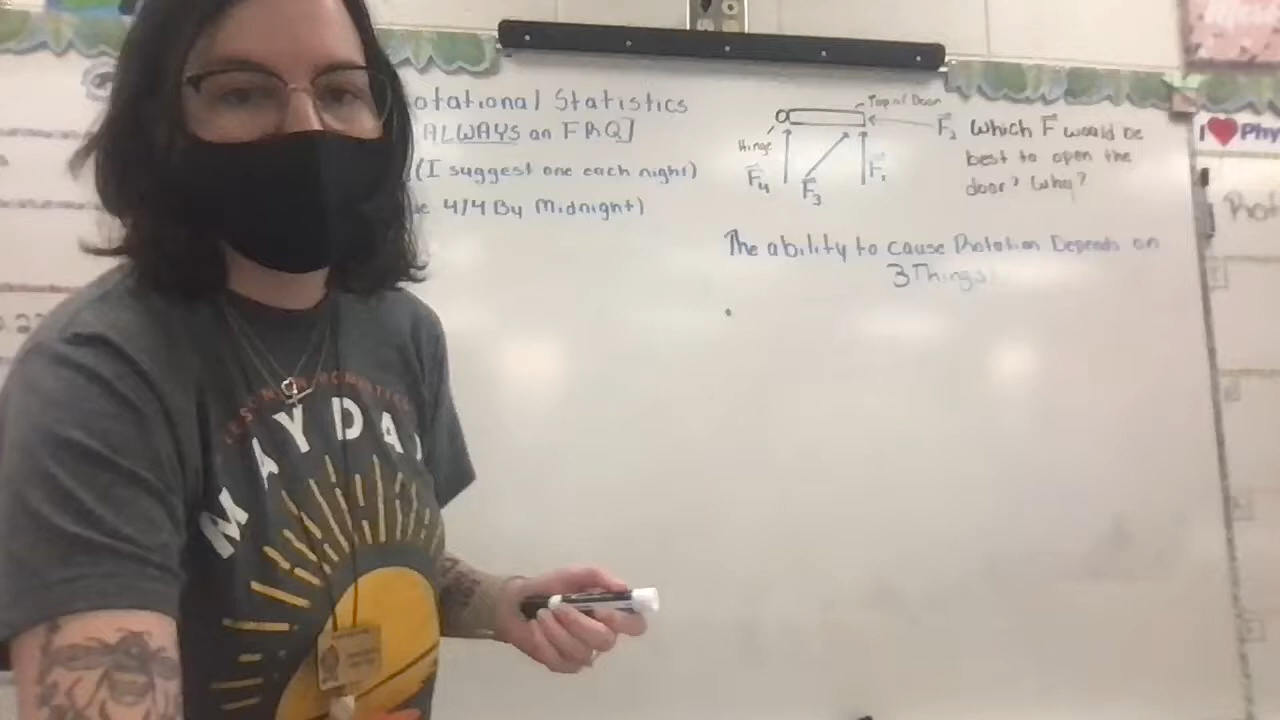 otational Statistics
ALWAYS an FRQ]
(I suggest one each night)
4/4 By Midnight)
Top of Door
Hinge
F₄
F₃
F₁
F₂ Which F would be
best to open the
door? Why?
The ability to cause Rotation Depends on
3 Things
I ❤ Phy
MAYDA